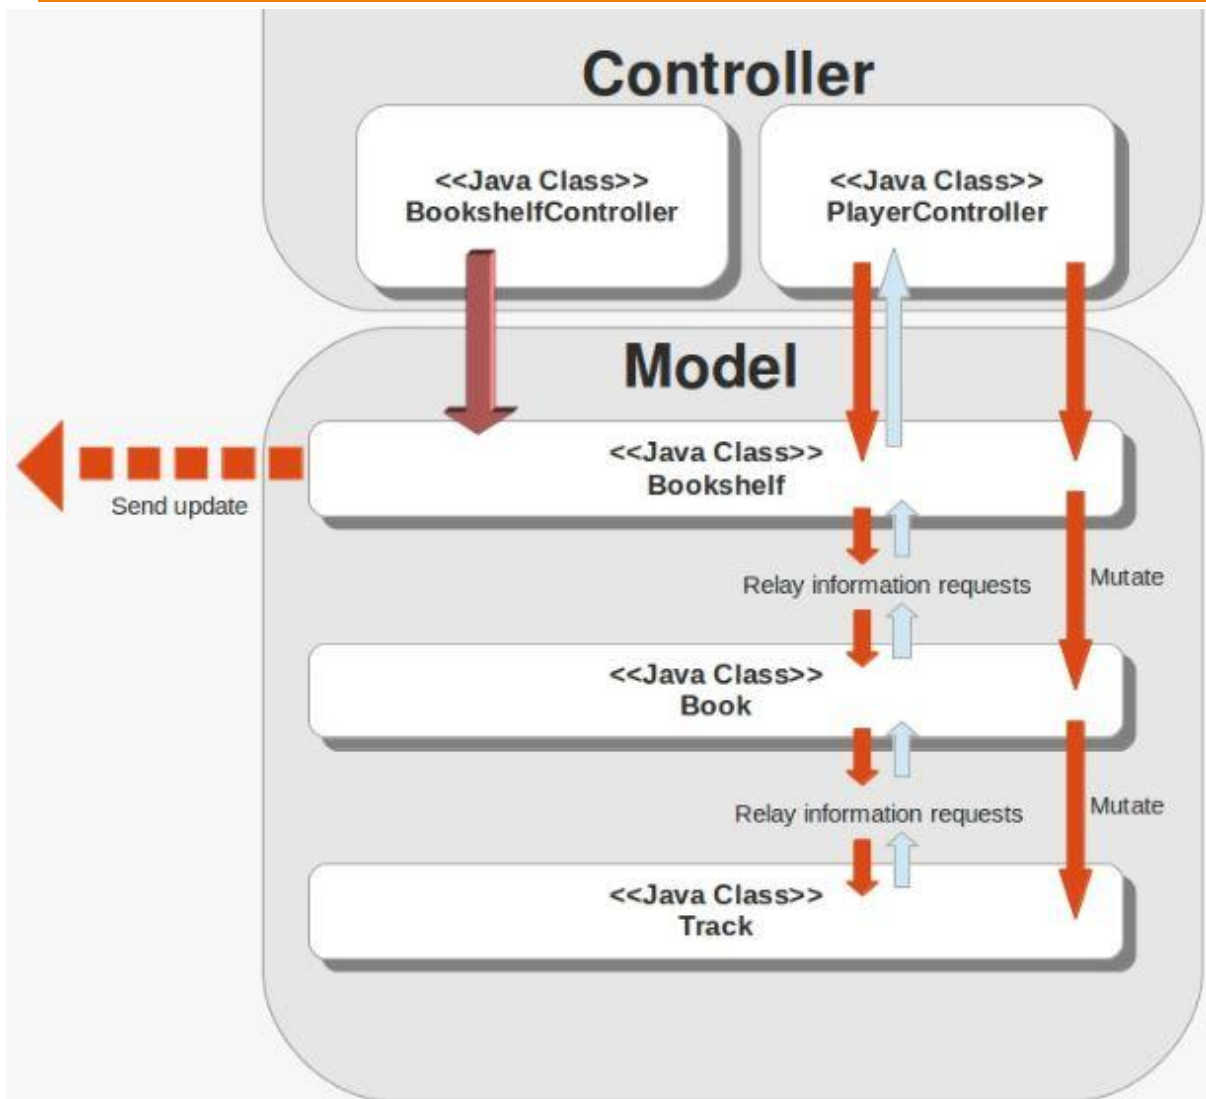 Controller
<<Java Class>>
BookshelfController
<<Java Class>>
PlayerController
Model
<<Java Class>>
Bookshelf
Send update
Relay information requests
Mutate
<<Java Class>>
Book
Relay information requests
Mutate
<<Java Class>>
Track